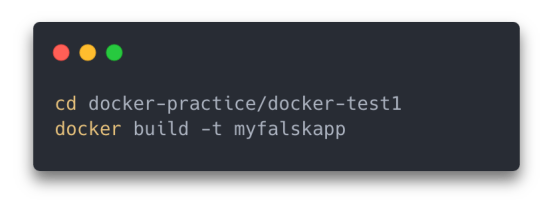 cd docker-practice/docker-test1
docker build -t myfalskapp